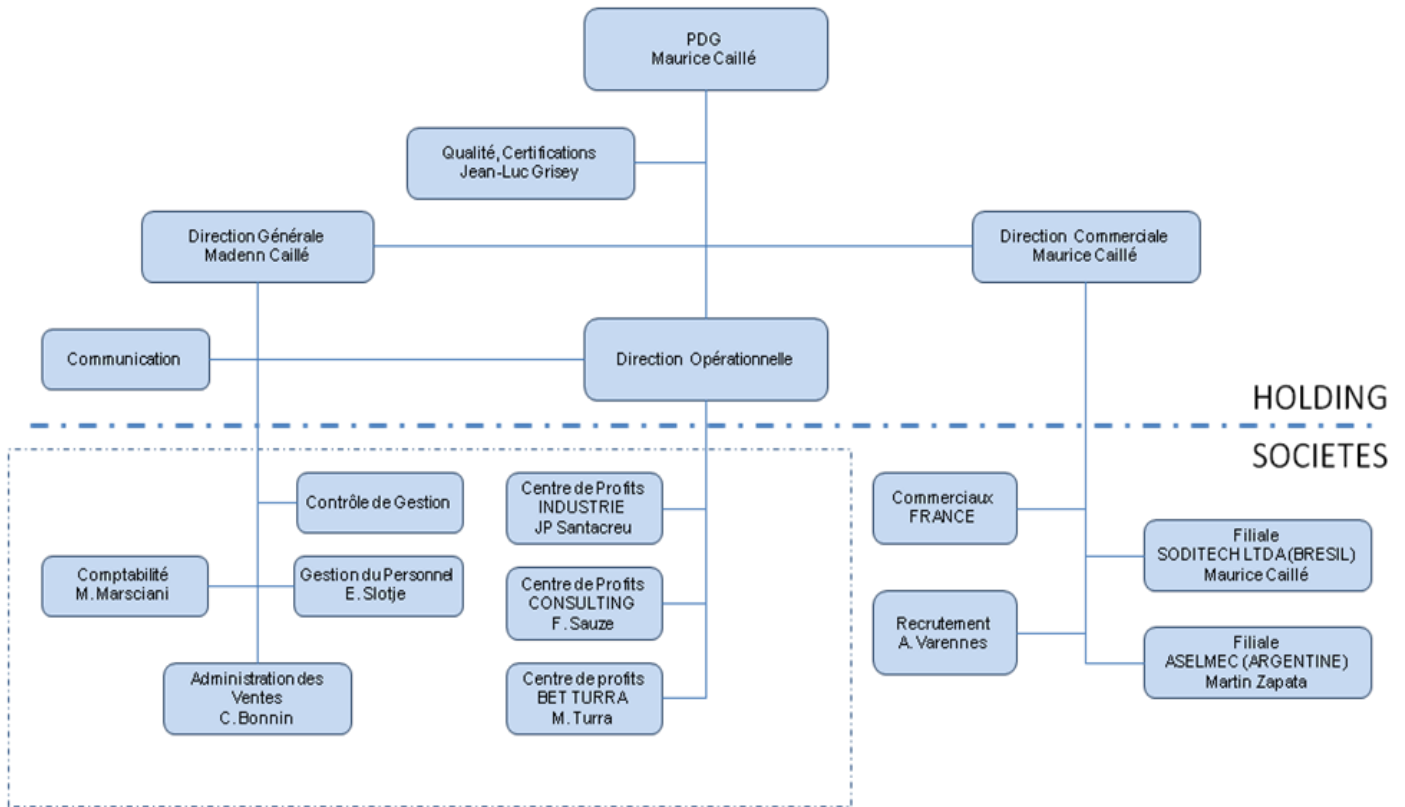 PDG
Maurice Caillé
Qualité, Certifications
Jean-Luc Grisey
Direction Générale
Madenn Caillé
Direction Commerciale
Maurice Caillé
Communication
Direction Opérationnelle
HOLDING
SOCIETES
Contrôle de Gestion
Comptabilité
M. Marsciani
Gestion du Personnel
E. Slotje
Administration des
Ventes
C. Bonnin
Centre de Profits
INDUSTRIE
JP Santacreu
Centre de Profits
CONSULTING
F. Sauze
Centre de profits
BET TURRA
M. Turra
Commerciaux
FRANCE
Recrutement
A. Varennes
Filiale
SODITECH LTDA (BRESIL)
Maurice Caillé
Filiale
ASELMEC (ARGENTINE)
Martin Zapata